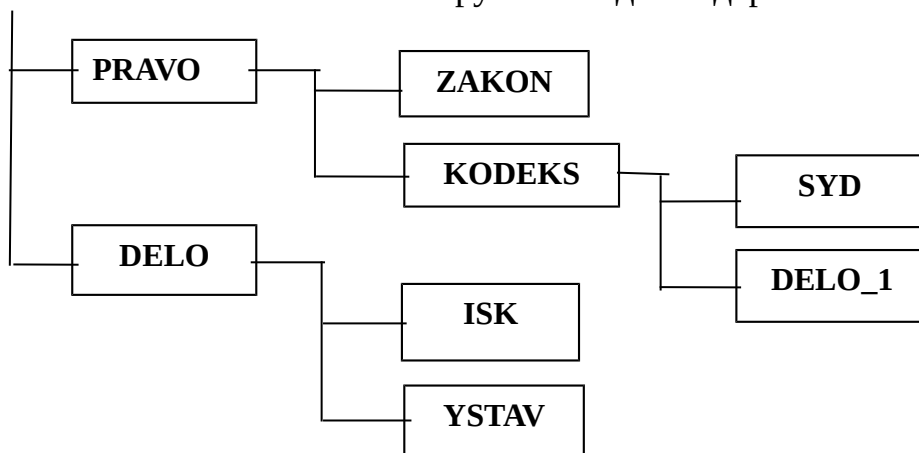 PRAVO
ZAKON
KODEKS
SYD
DELO
DELO_1
ISK
YSTAV